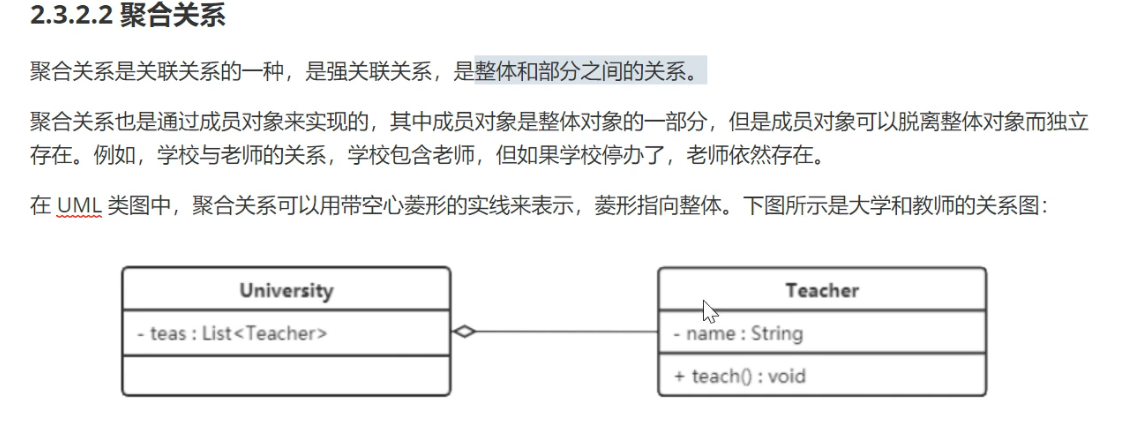 2.3.2.2 聚合关系
聚合关系是关联关系的一种，是强关联关系，是整体和部分之间的关系。
聚合关系也是通过成员对象来实现的，其中成员对象是整体对象的一部分，但是成员对象可以脱离整体对象而独立
存在。例如，学校与老师的关系，学校包含老师，但如果学校停办了，老师依然存在。
在 UML 类图中，聚合关系可以用带空心菱形的实线来表示，菱形指向整体。下图所示是大学和教师的关系图：
University
- teas : List<Teacher>
Teacher
- name : String
+ teach() : void